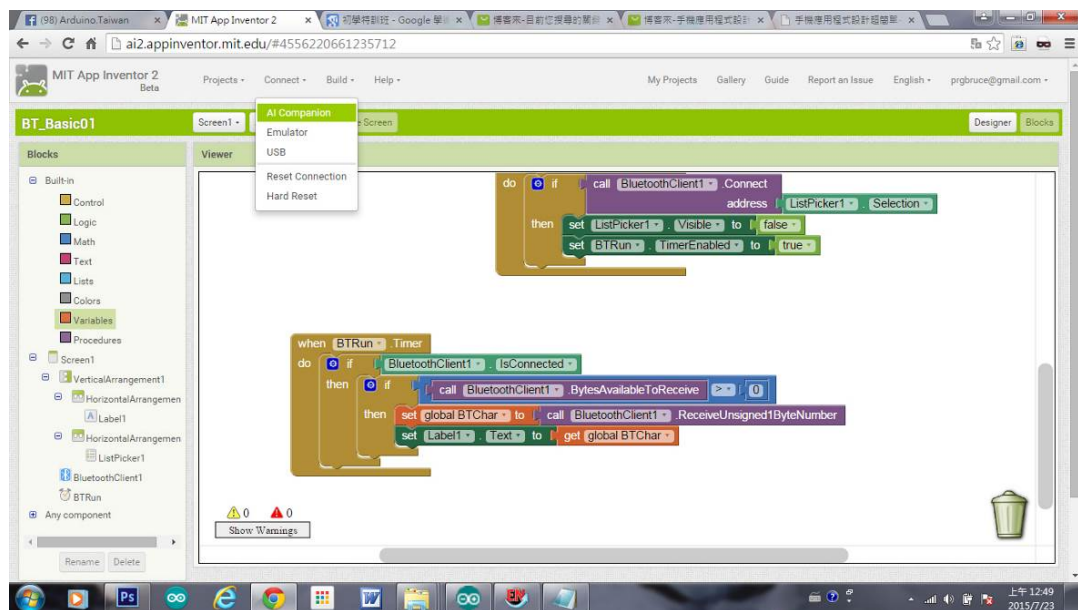 (98) Arduino.Taiwan
MIT App Inventor 2
初學特訓班 - Google 學
博客來-目前您搜尋的關
博客來-手機應用程式設計
手機應用程式設計超簡單
ai2.appinventor.mit.edu/#4556220661235712
MIT App Inventor 2
Beta
Projects
Connect
Build
Help
My Projects
Gallery
Guide
Report an Issue
English
prgbruce@gmail.com
BT_Basic01
Screen1
Screen
Designer
Blocks
AI Companion
Emulator
USB
Reset Connection
Hard Reset
Blocks
Viewer
Built-in
Control
Logic
Math
Text
Lists
Colors
Variables
Procedures
Screen1
VerticalArrangement1
HorizontalArrangemen
Label1
HorizontalArrangemen
ListPicker1
BluetoothClient1
BTRun
Any component
Rename
Delete
do if call BluetoothClient1 .Connect
address ListPicker1 . Selection
then set ListPicker1 . Visible to false
set BTRun . TimerEnabled to true
when BTRun .Timer
do if BluetoothClient1 . IsConnected
then if call BluetoothClient1 .BytesAvailableToReceive > 0
then set global BTChar to call BluetoothClient1 .ReceiveUnsigned1ByteNumber
set Label1 . Text to get global BTChar
0 0
Show Warnings
Ps
上午 12:49
2015/7/23